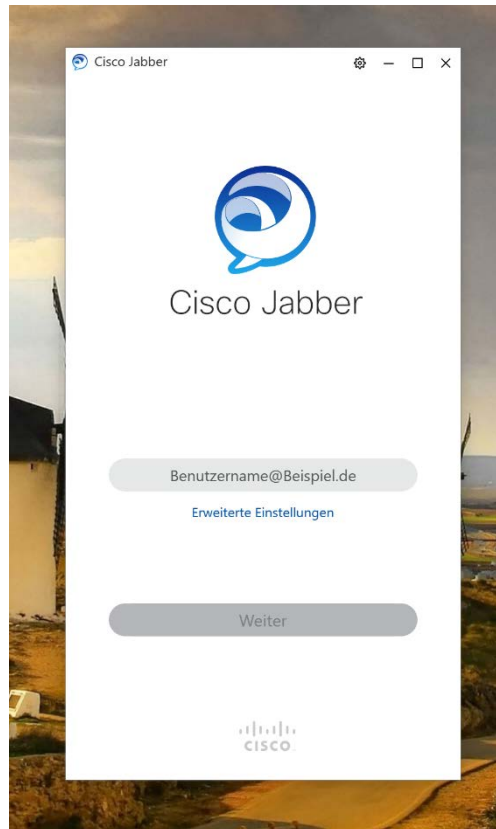 Cisco Jabber
Cisco Jabber
Benutzername@Beispiel.de
Erweiterte Einstellungen
Weiter
CISCO